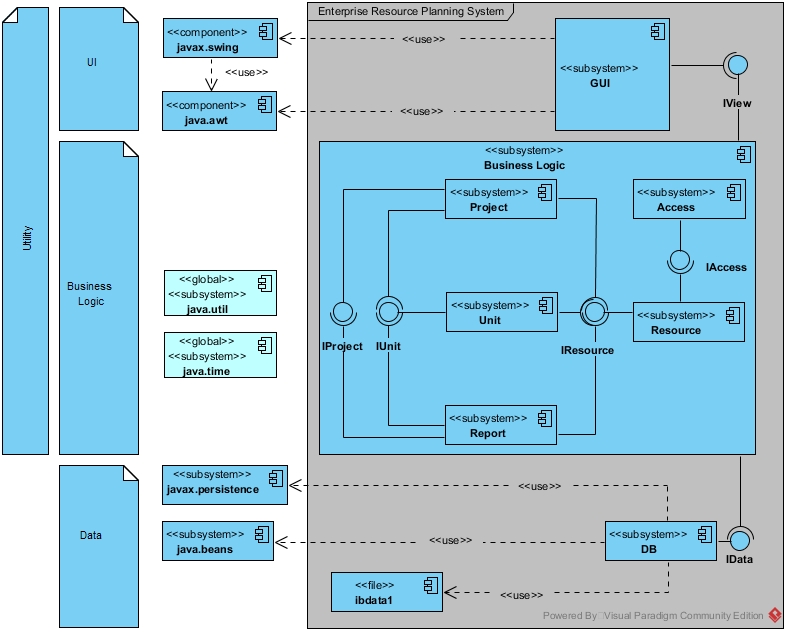 Enterprise Resource Planning System
UI
<<component>>
javax.swing
<<use>>
<<use>>
<<subsystem>>
GUI
<<component>>
java.awt
<<use>>
IView
Utility
Business
Logic
<<subsystem>>
Business Logic
<<subsystem>>
Project
<<subsystem>>
Access
IAccess
<<global>>
<<subsystem>>
java.util
<<subsystem>>
Unit
<<subsystem>>
Resource
IProject
IUnit
IResource
<<global>>
<<subsystem>>
java.time
<<subsystem>>
Report
Data
<<subsystem>>
javax.persistence
<<use>>
<<subsystem>>
java.beans
<<use>>
<<subsystem>>
DB
IData
<<file>>
ibdata1
<<use>>
Powered By Visual Paradigm Community Edition